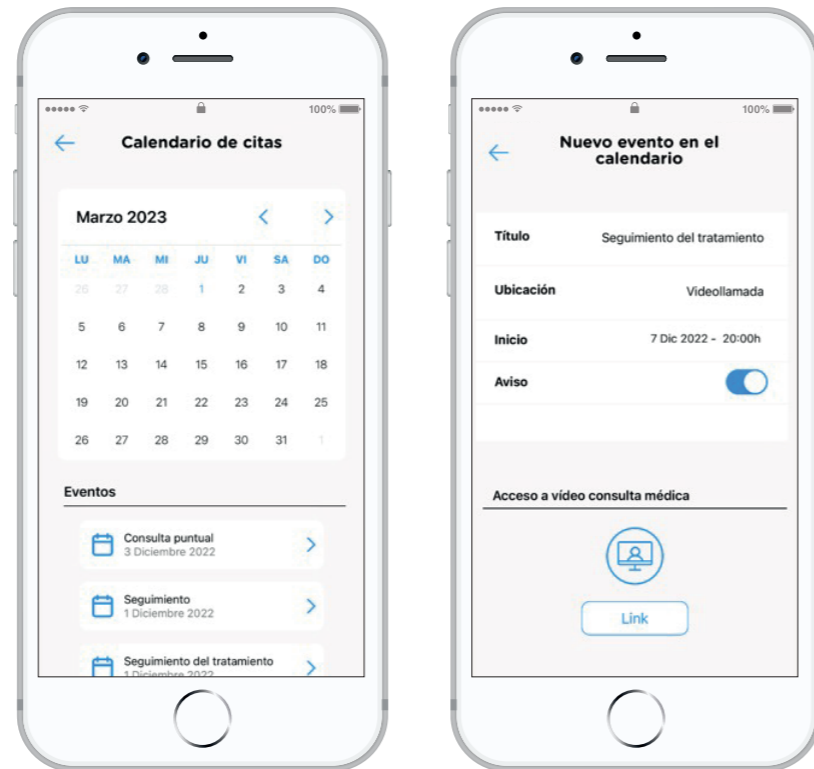 100%
Calendario de citas
Marzo 2023
LU MA MI JU VI SA DO
26 27 28 1 2 3 4
5 6 7 8 9 10 11
12 13 14 15 16 17 18
19 20 21 22 23 24 25
26 27 28 29 30 31 1
Eventos
Consulta puntual
3 Diciembre 2022
Seguimiento
1 Diciembre 2022
Seguimiento del tratamiento
1 Diciembre 2022
100%
Nuevo evento en el
calendario
Título Seguimiento del tratamiento
Ubicación Videollamada
Inicio 7 Dic 2022 - 20:00h
Aviso
Acceso a vídeo consulta médica
Link